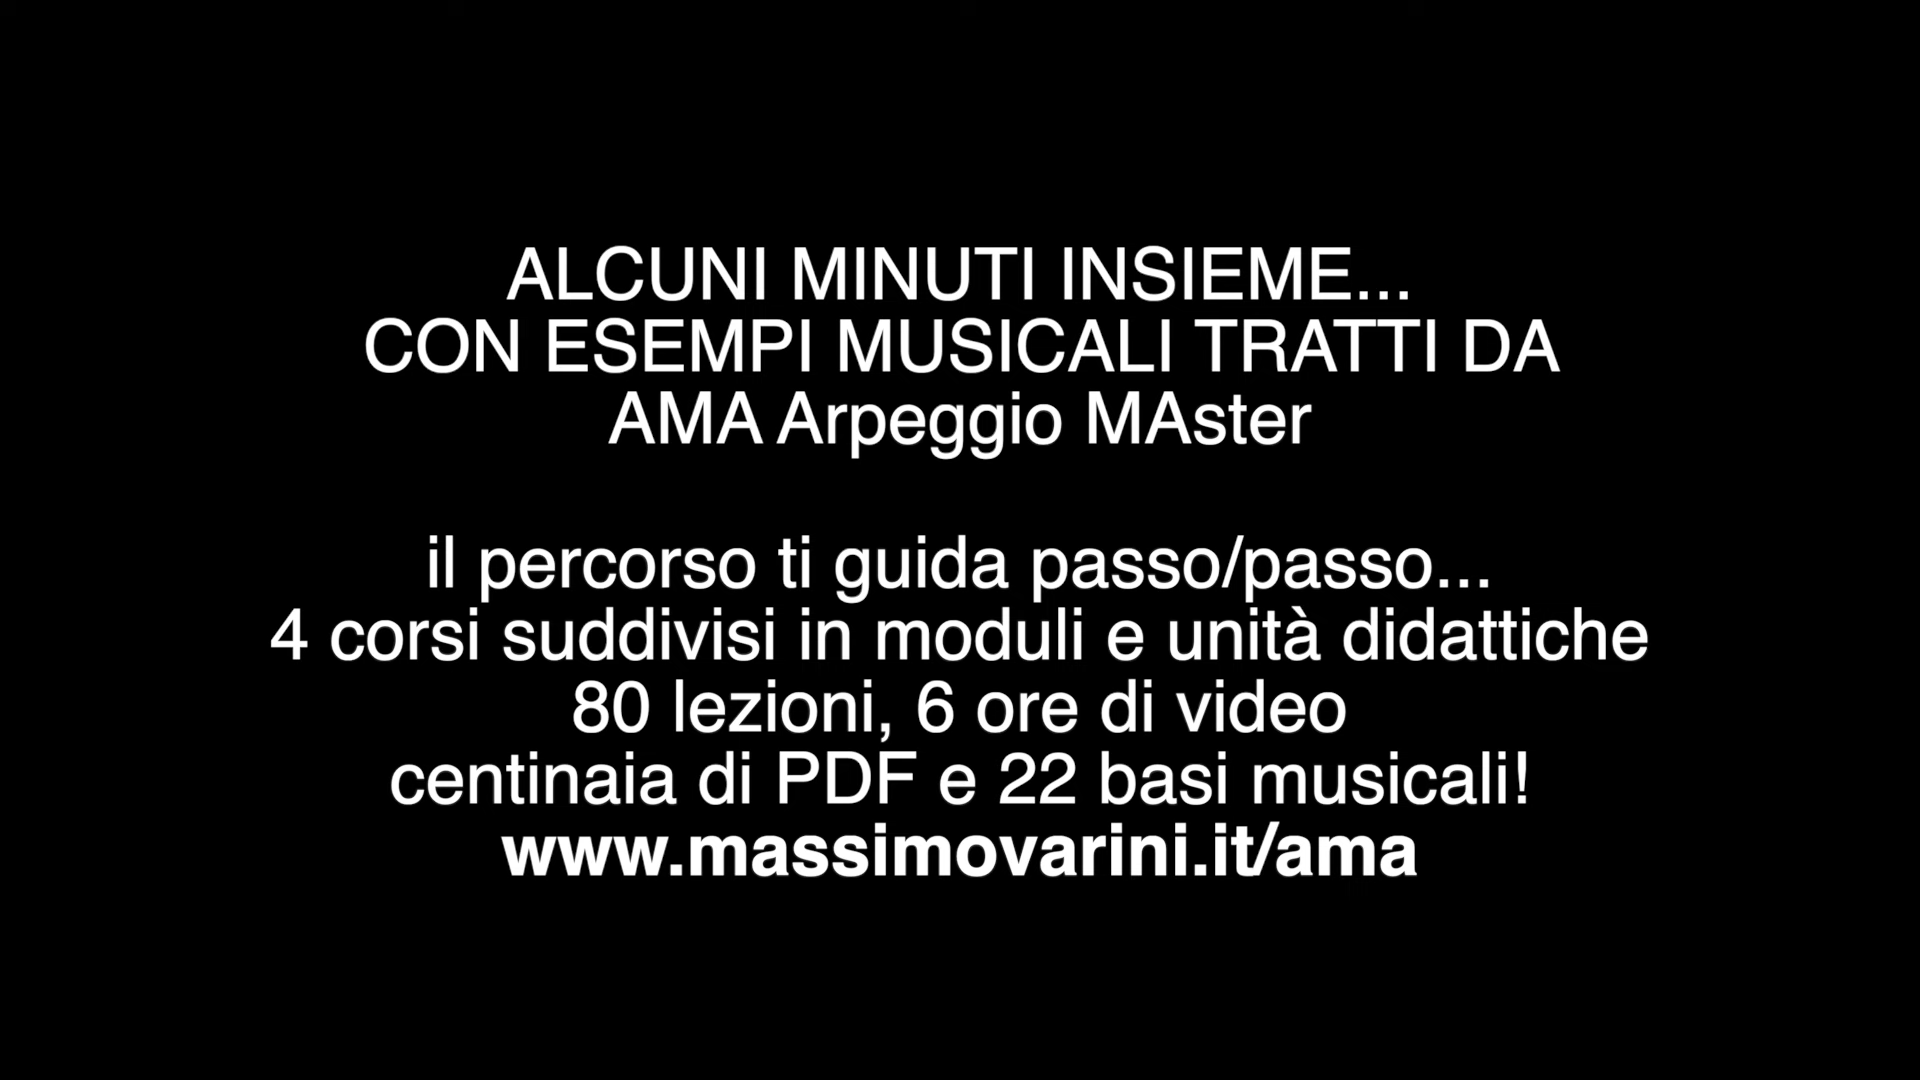 ALCUNI MINUTI INSIEME...
CON ESEMPI MUSICALI TRATTI DA
AMA Arpeggio MAster
il percorso ti guida passo/passo...
4 corsi suddivisi in moduli e unità didattiche
80 lezioni, 6 ore di video
centinaia di PDF e 22 basi musicali!
www.massimovarini.it/ama